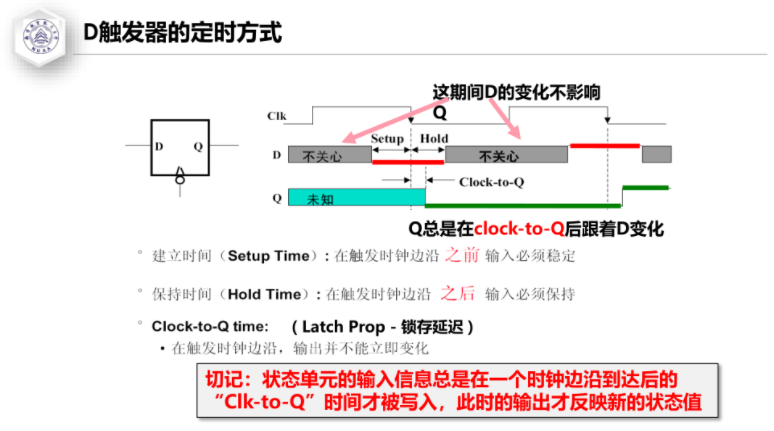 D触发器的定时方式
这期间D的变化不影响
Q
Clk
Setup Hold
D 不关心 不关心
D Q
Clock-to-Q
Q 未知
Q总是在clock-to-Q后跟着D变化
° 建立时间（Setup Time）: 在触发时钟边沿 之前 输入必须稳定
° 保持时间（Hold Time）: 在触发时钟边沿 之后 输入必须保持
° Clock-to-Q time: （ Latch Prop - 锁存延迟 ）
• 在触发时钟边沿，输出并不能立即变化
切记：状态单元的输入信息总是在一个时钟边沿到达后的
“Clk-to-Q”时间才被写入，此时的输出才反映新的状态值